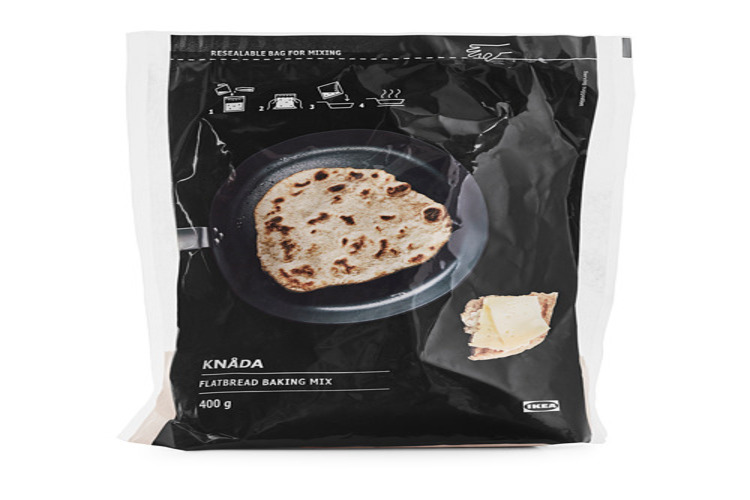 RESEALABLE BAG FOR MIXING
1 2 3 4
KNÅDA
FLATBREAD BAKING MIX
400 g
IKEA